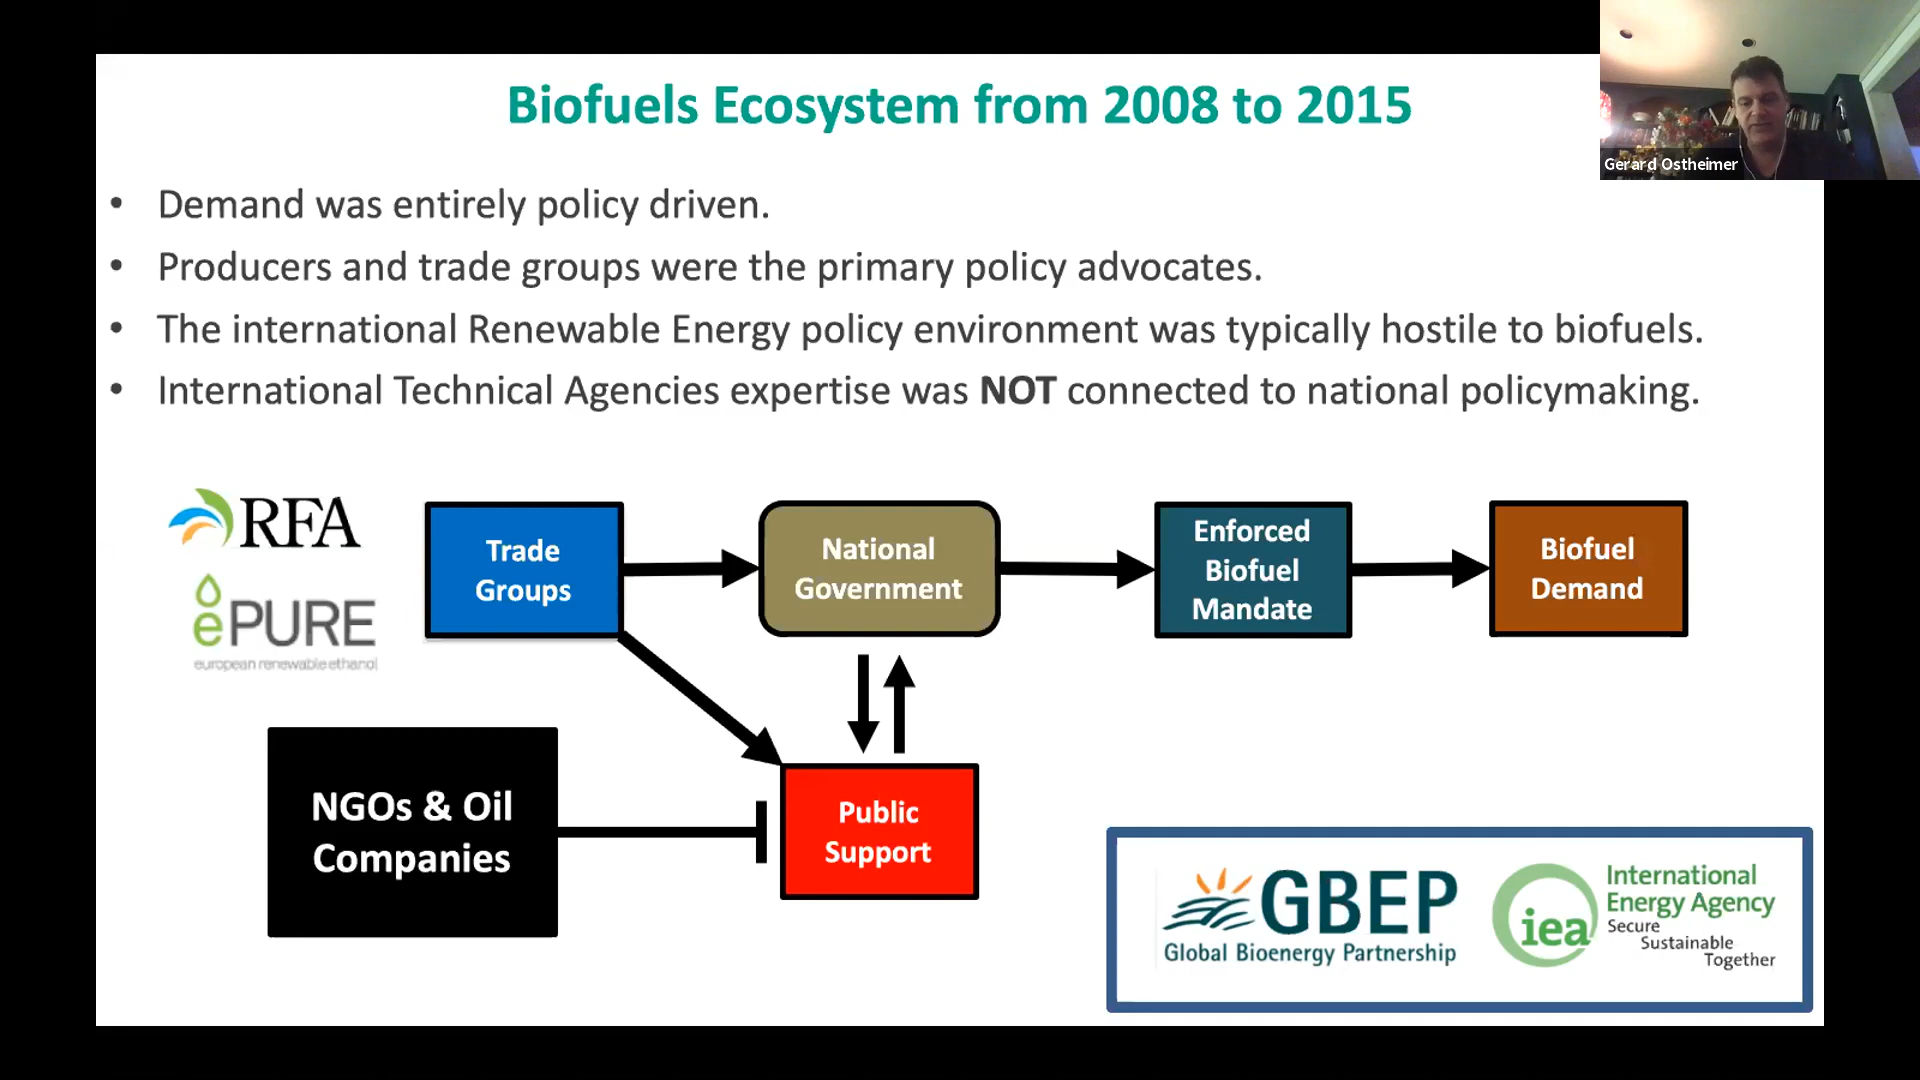 Biofuels Ecosystem from 2008 to 2015
Gerard Ostheimer
• Demand was entirely policy driven.
• Producers and trade groups were the primary policy advocates.
• The international Renewable Energy policy environment was typically hostile to biofuels.
• International Technical Agencies expertise was NOT connected to national policymaking.
RFA
ePURE
european renewable ethanol
Trade
Groups
National
Government
Enforced
Biofuel
Mandate
Biofuel
Demand
NGOs & Oil
Companies
Public
Support
GBEP
Global Bioenergy Partnership
iea
International
Energy Agency
Secure
Sustainable
Together